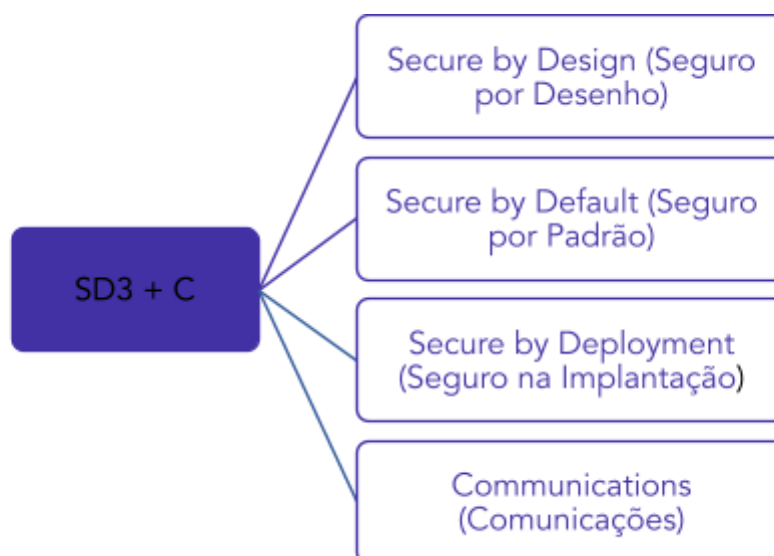 SD3 + C
Secure by Design (Seguro
por Desenho)
Secure by Default (Seguro
por Padrão)
Secure by Deployment
(Seguro na Implantação)
Communications
(Comunicações)